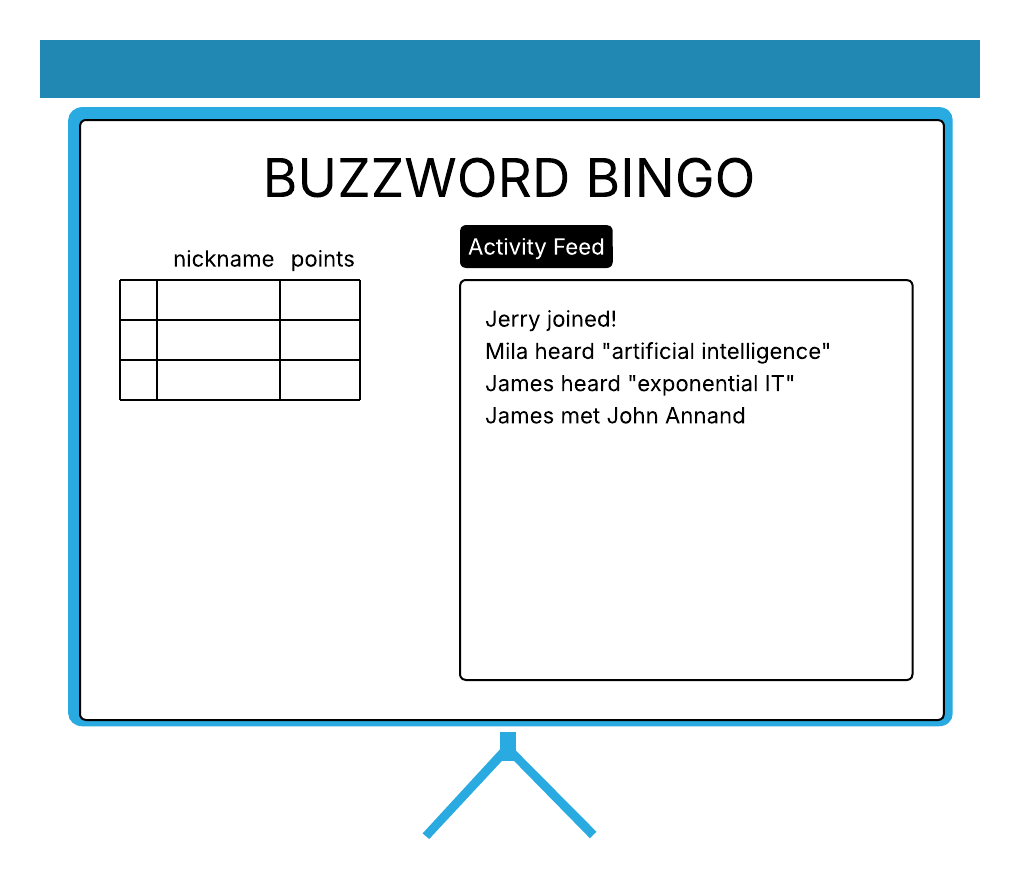 BUZZWORD BINGO
nickname points
Activity Feed
Jerry joined!
Mila heard "artificial intelligence"
James heard "exponential IT"
James met John Annand